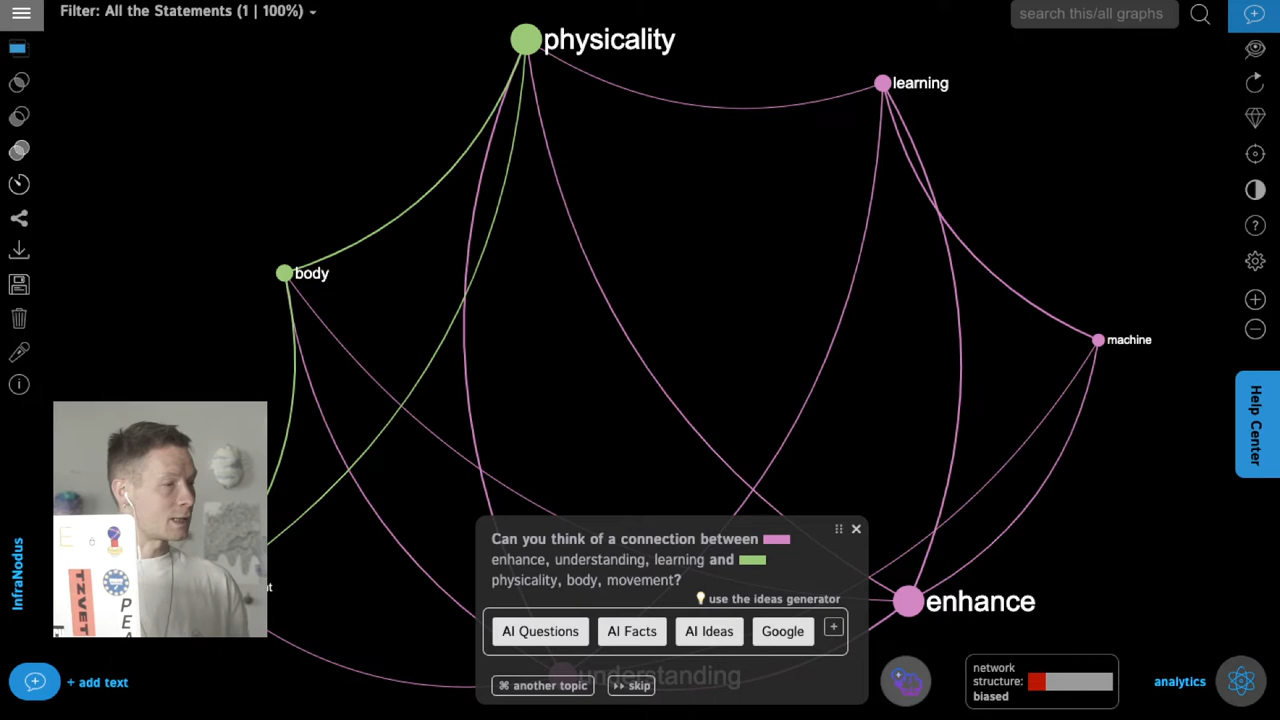 Filter: All the Statements (1 | 100%)
search this/all graphs
physicality
learning
body
machine
Help Center
E
TZVET
P
E
A
InfraNodus
Can you think of a connection between
enhance, understanding, learning and
physicality, body, movement?
use the ideas generator
AI Questions
AI Facts
AI Ideas
Google
enhance
understanding
⌘ another topic
skip
+ add text
network
structure:
biased
analytics